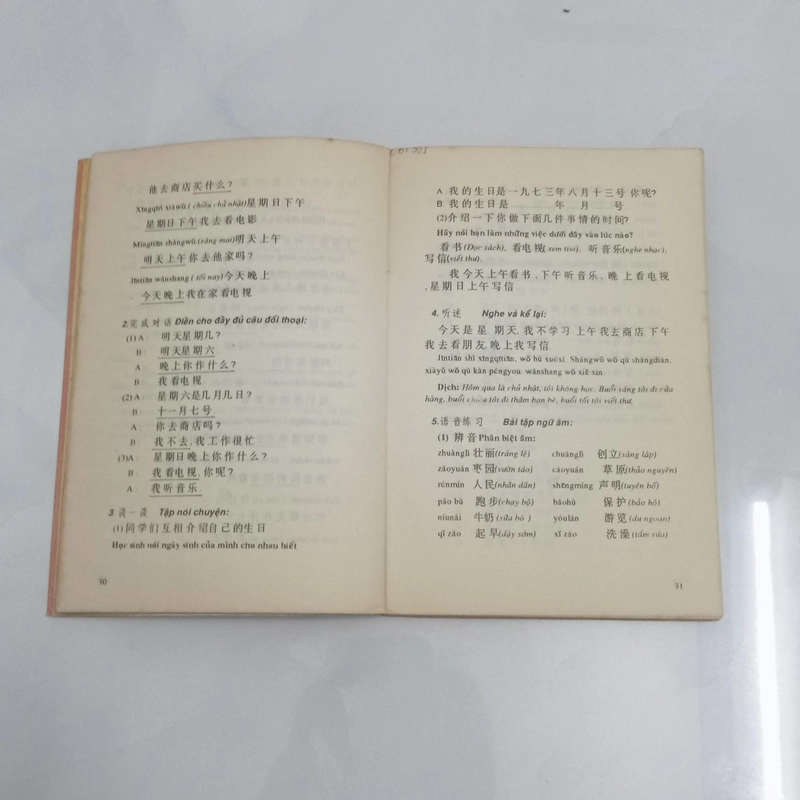 他去商店买什么?
Xīngqīrì xiàwǔ(chiều chủ nhật)星期日下午
星期日下午我去看电影
Míngtiān shàngwǔ(sáng mai)明天上午
明天上午你去他家吗?
Jīntiān wǎnshang (tối nay)今天晚上
今天晚上我在家看电视
2.完成对话 Điền cho đầy đủ câu đối thoại:
(1) A 明天星期几?
B 明天星期六
A 晚上你作什么?
B 我看电视
(2) A 星期六是几月几日?
B 十一月七号
A 你去商店吗?
B 我不去,我工作很忙
(3)A 星期日晚上你作什么?
B 我看电视,你呢?
A 我听音乐.
3.谈一谈 Tập nói chuyện:
(1)同学们互相介绍自己的生日
Học sinh nói ngày sinh của mình cho nhau biết
30
A 我的生日是一九七三年八月十三号 你呢?
B 我的生日是 年 月 号
(2)介绍一下你做下面几件事情的时间?
Hãy nói bạn làm những việc dưới đây vào lúc nào?
看书(Đọc sách), 看电视(xem tivi), 听音乐(nghe nhạc),
写信(viết thư).
我今天上午看书,下午听音乐,晚上看电视
,星期日上午写信
4.听述 Nghe và kể lại:
今天是星期天,我不学习 上午我去商店 下午
我去看朋友,晚上我写信
Jīntiān shì xīngqītiān, wǒ bù xuéxí Shàngwǔ wǒ qù shāngdiàn,
xiàyǔ wǒ qù kàn péngyou, wǎnshang wǒ xiě xìn.
Dịch: Hôm qua là chủ nhật, tôi không học, Buổi sáng tôi đi cửa
hàng, buổi chiều tôi đi thăm bạn bè, buổi tối tôi viết thư.
5.语音练习 Bài tập ngữ âm:
(1) 辨音 Phân biệt âm:
zhuànglì 壮丽(tráng lệ) chuànglì 创立(sáng lập)
zǎoyuán 枣园(vườn táo) cǎoyuán 草原(thảo nguyên)
rénmín 人民(nhân dân) shēngmíng 声明(tuyên bố)
pǎo bù 跑步(chạy bộ) bǎohù 保护(bảo hộ)
niúnǎi 牛奶(sữa bò) yóulǎn 游览(du ngoạn)
qǐ zǎo 起早(dậy sớm) xǐ zǎo 洗澡(tắm rửa)
31